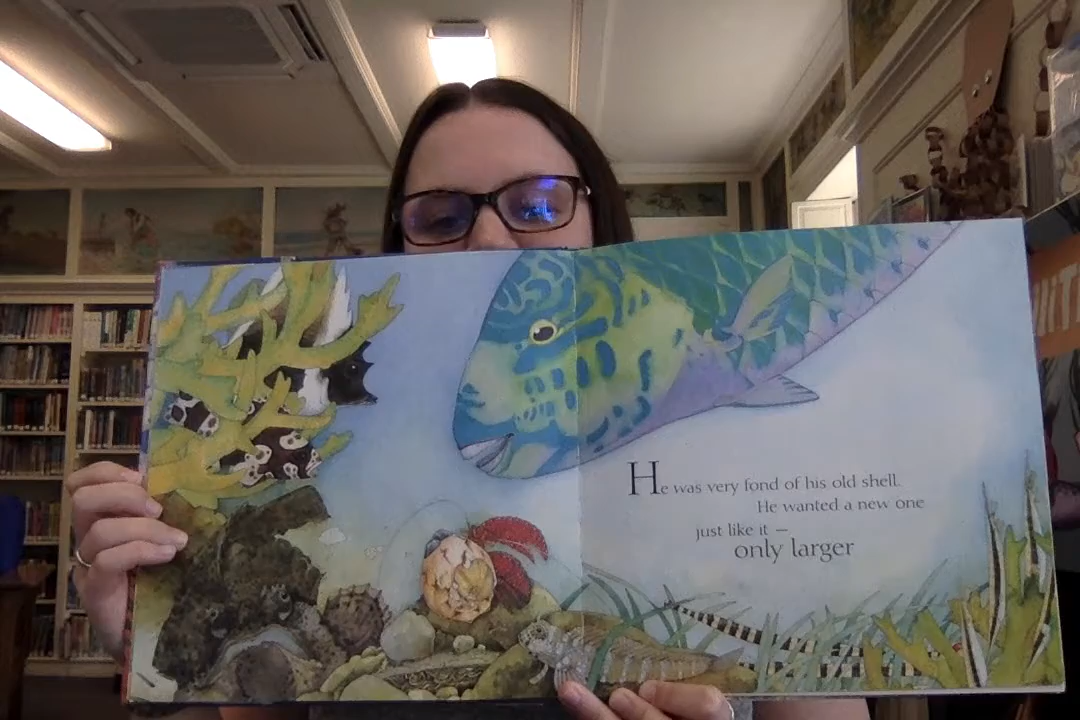 He was very fond of his old shell.
He wanted a new one
just like it —
only larger